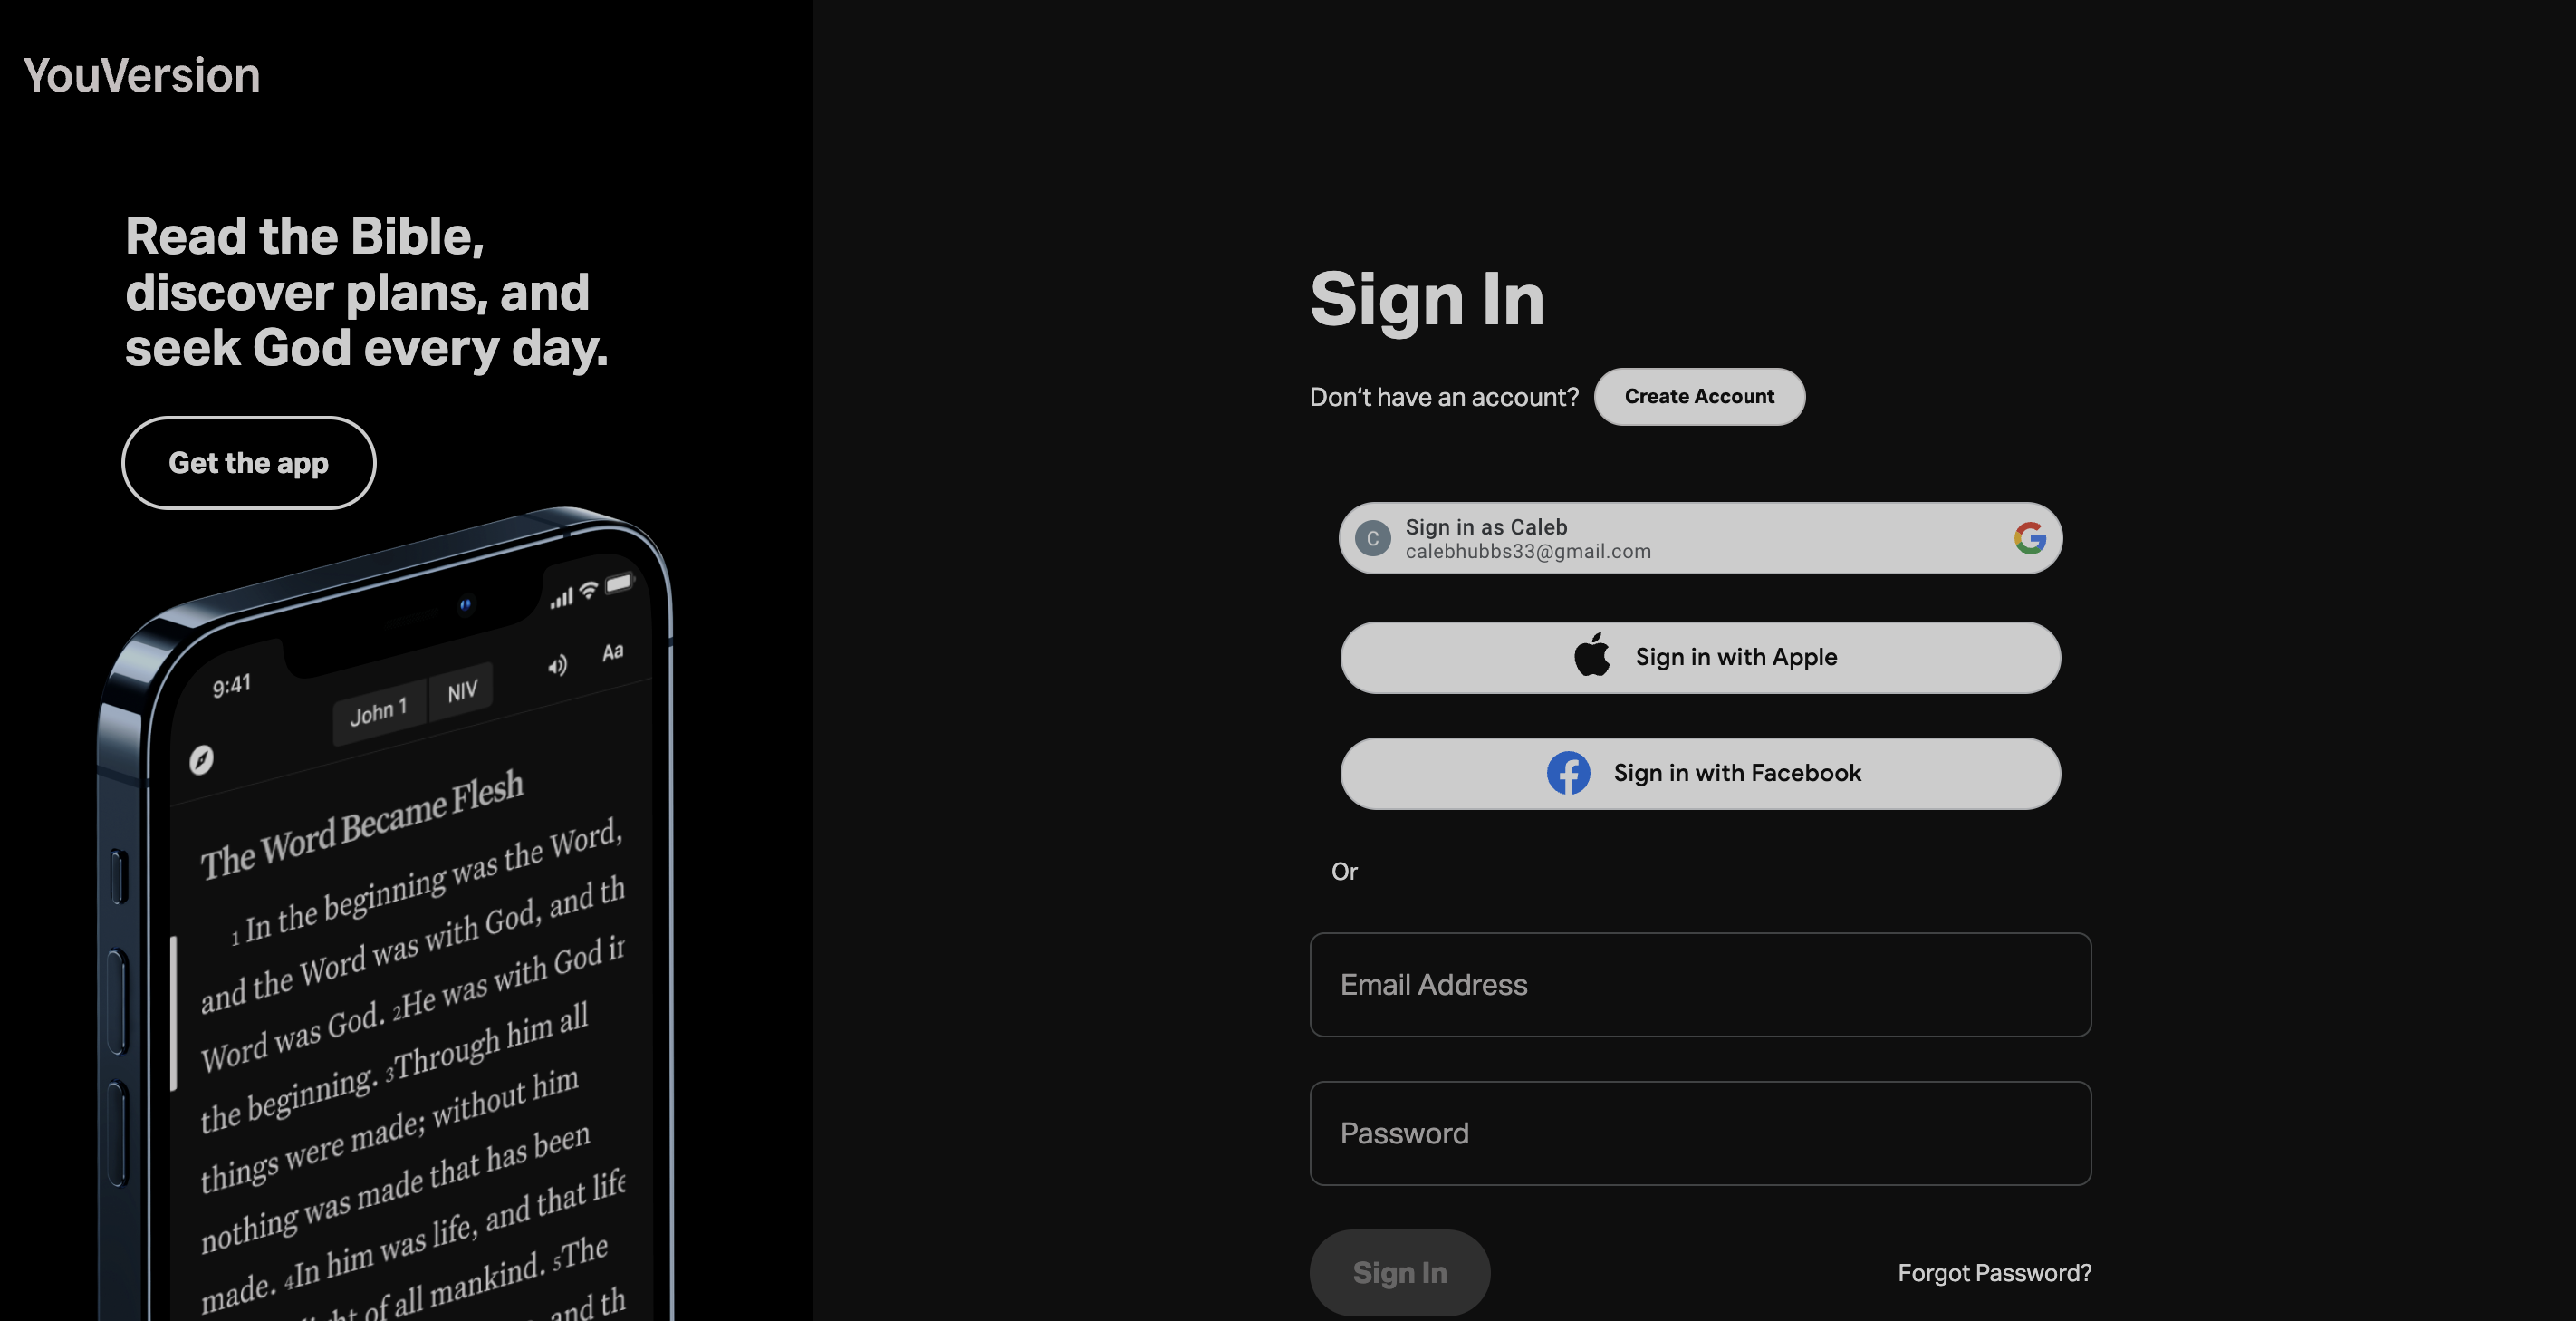 YouVersion
Read the Bible,
discover plans, and
seek God every day.
Get the app
9:41
John 1 NIV
Aa
The Word Became Flesh
1 In the beginning was the Word,
and the Word was with God, and th
Word was God. 2He was with God in
the beginning. 3Through him all
things were made; without him
nothing was made that has been
made. 4In him was life, and that life
of all mankind. 5The
and th
Sign In
Don't have an account? Create Account
C
Sign in as Caleb
calebhubbs33@gmail.com
Sign in with Apple
Sign in with Facebook
Or
Email Address
Password
Sign In
Forgot Password?